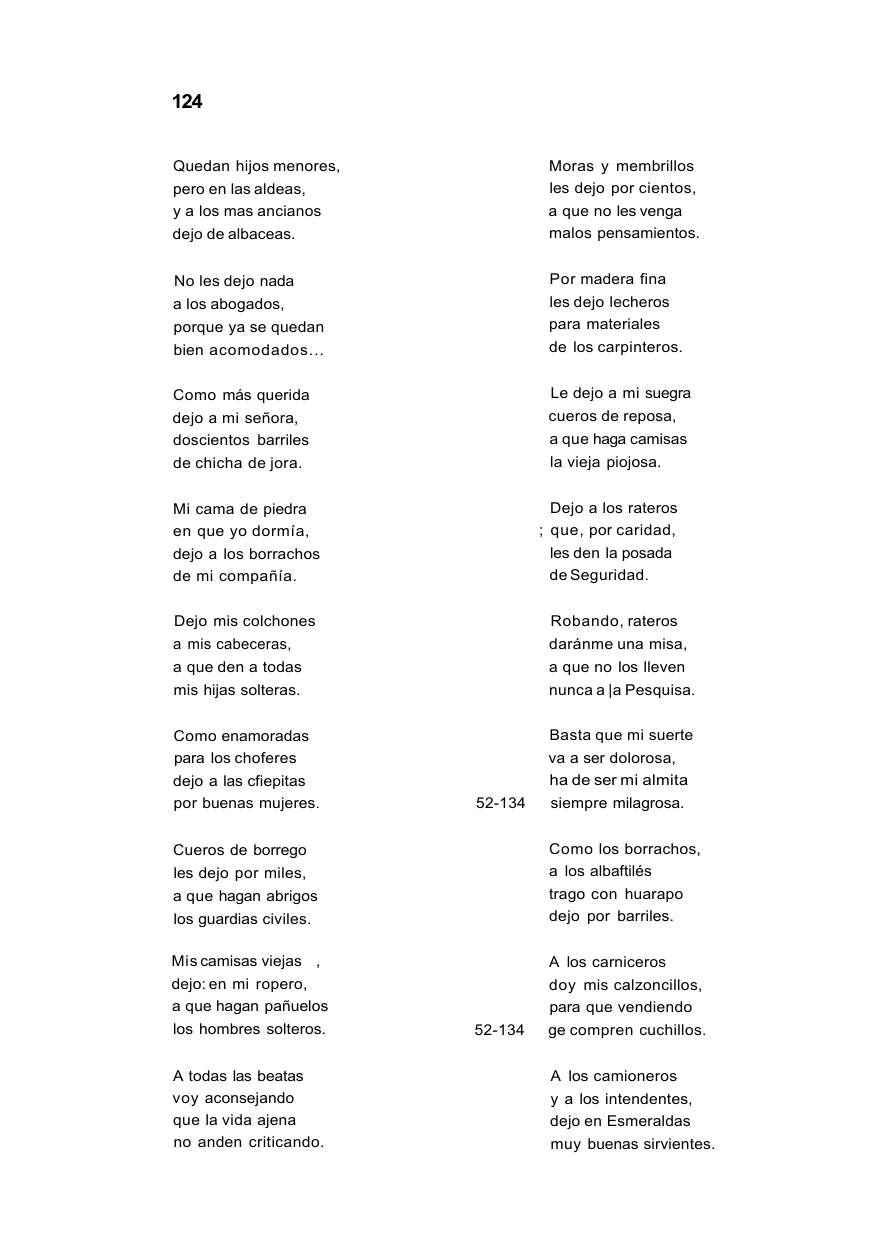 124
Quedan hijos menores,
pero en las aldeas,
y a los mas ancianos
dejo de albaceas.
No les dejo nada
a los abogados,
porque ya se quedan
bien acomodados...
Como más querida
dejo a mi señora,
doscientos barriles
de chicha de jora.
Mi cama de piedra
en que yo dormía,
dejo a los borrachos
de mi compañía.
Dejo mis colchones
a mis cabeceras,
a que den a todas
mis hijas solteras.
Como enamoradas
para los choferes
dejo a las cfiepitas
por buenas mujeres.
Cueros de borrego
les dejo por miles,
a que hagan abrigos
los guardias civiles.
Mis camisas viejas ,
dejo: en mi ropero,
a que hagan pañuelos
los hombres solteros.
A todas las beatas
voy aconsejando
que la vida ajena
no anden criticando.
Moras y membrillos
les dejo por cientos,
a que no les venga
malos pensamientos.
Por madera fina
les dejo lecheros
para materiales
de los carpinteros.
Le dejo a mi suegra
cueros de reposa,
a que haga camisas
la vieja piojosa.
Dejo a los rateros
; que, por caridad,
les den la posada
de Seguridad.
Robando, rateros
daránme una misa,
a que no los lleven
nunca a |a Pesquisa.
Basta que mi suerte
va a ser dolorosa,
ha de ser mi almita
52-134 siempre milagrosa.
Como los borrachos,
a los albaftilés
trago con huarapo
dejo por barriles.
A los carniceros
doy mis calzoncillos,
para que vendiendo
52-134 ge compren cuchillos.
A los camioneros
y a los intendentes,
dejo en Esmeraldas
muy buenas sirvientes.